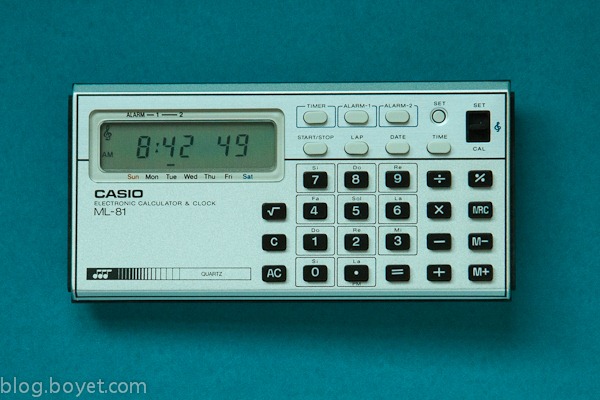 ALARM — 1 — 2
AM 8:42 49
Sun Mon Tue Wed Thu Fri Sat
CASIO
ELECTRONIC CALCULATOR & CLOCK
ML-81
QUARTZ
TIMER ALARM-1 ALARM-2 SET SET
START/STOP LAP DATE TIME CAL
Si Do Re
7 8 9 ÷ %
Fa Sol La
√ 4 5 6 × MRC
Do Re Mi
C 1 2 3 − M−
Si La
AC 0 • = + M+
PM
blog.boyet.com